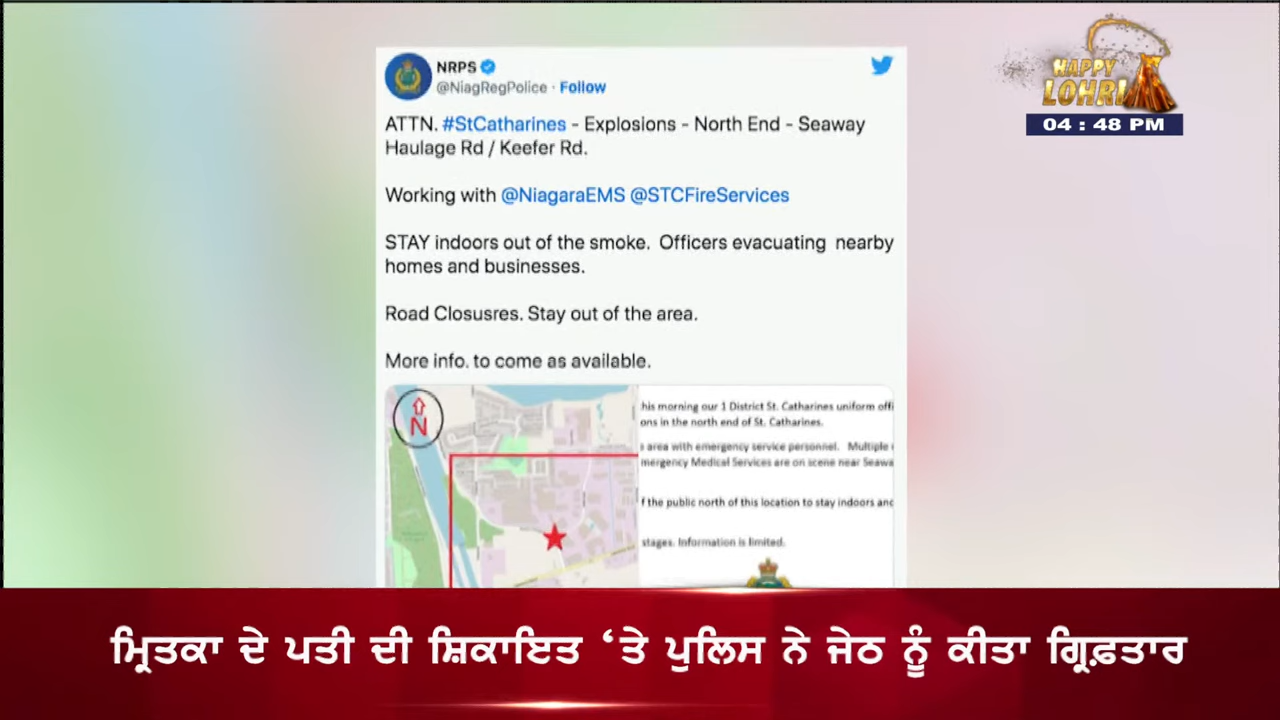 NRPS
@NiagRegPolice · Follow
ATTN. #StCatharines - Explosions - North End - Seaway
Haulage Rd / Keefer Rd.
Working with @NiagaraEMS @STCFireServices
STAY indoors out of the smoke. Officers evacuating nearby
homes and businesses.
Road Closusres. Stay out of the area.
More info. to come as available.
N
his morning our 1 District St. Catharines uniform offi
ons in the north end of St. Catharines.
area with emergency service personnel. Multiple
mergency Medical Services are on scene near Seawa
f the public north of this location to stay indoors and
stages. Information is limited.
HAPPY
LOHRI
04 : 48 PM
ਮ੍ਰਿਤਕਾ ਦੇ ਪਤੀ ਦੀ ਸ਼ਿਕਾਇਤ ‘ਤੇ ਪੁਲਿਸ ਨੇ ਜੇਠ ਨੂੰ ਕੀਤਾ ਗ੍ਰਿਫ਼ਤਾਰ